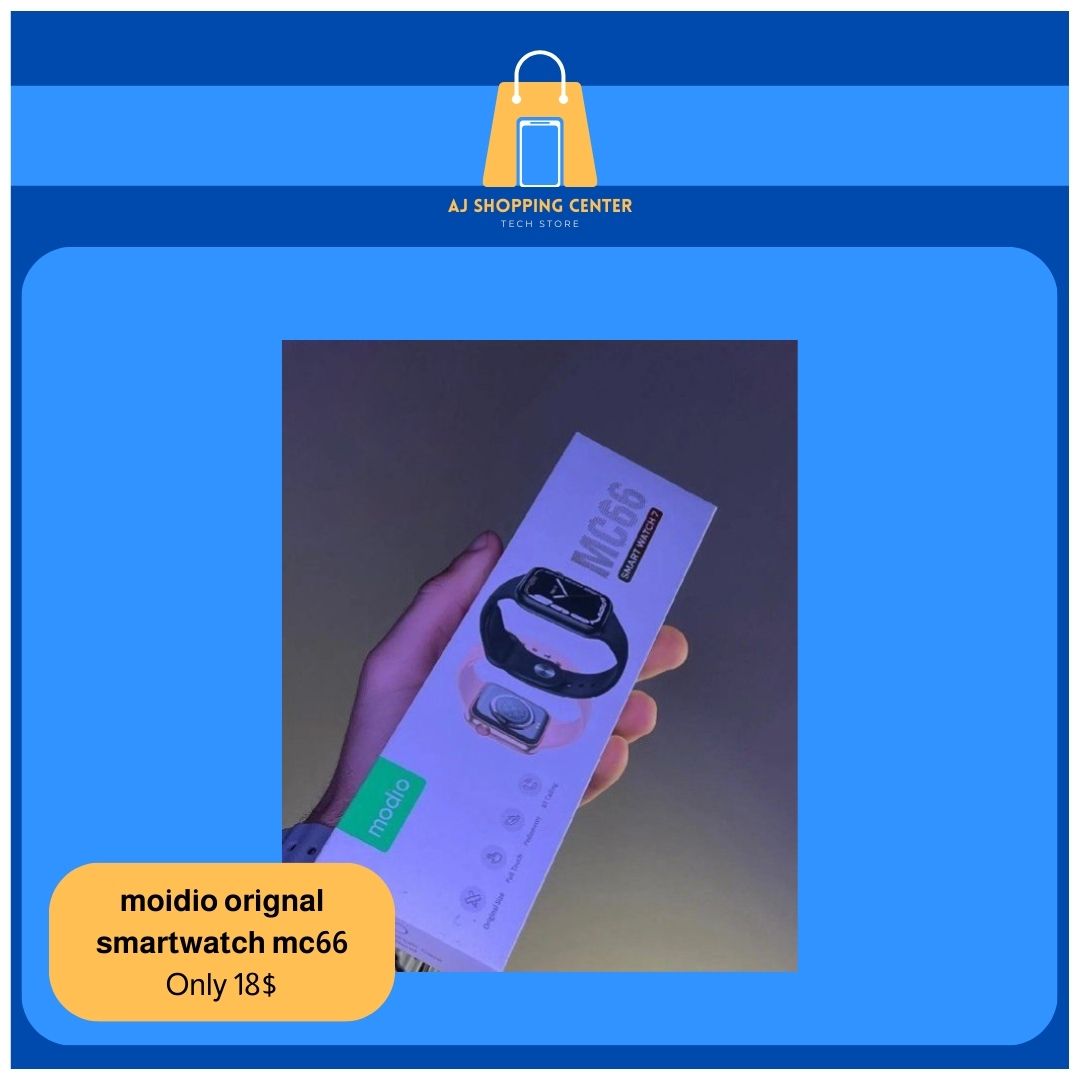 AJ SHOPPING CENTER
TECH STORE
MC66
SMART WATCH 7
modio
BT Calling
Pedometer
Full Touch
Original Size
moidio orignal
smartwatch mc66
Only 18$